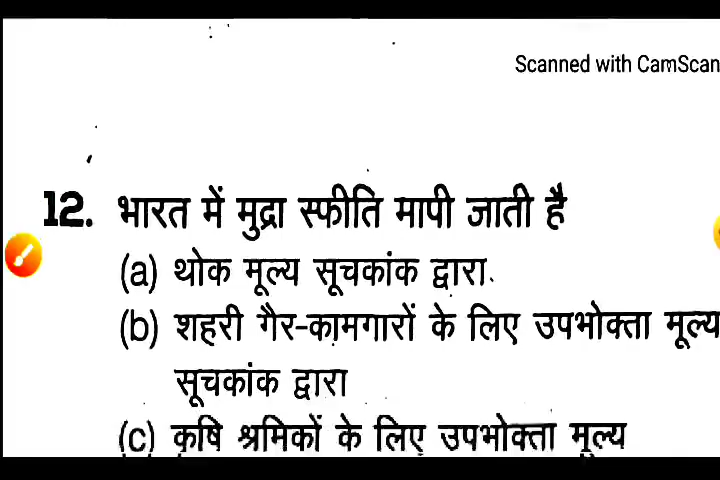 Scanned with CamScan
12. भारत में मुद्रा स्फीति मापी जाती है
(a) थोक मूल्य सूचकांक द्वारा.
(b) शहरी गैर-कामगारों के लिए उपभोक्ता मूल्य
सूचकांक द्वारा
(c) कृषि श्रमिकों के लिए उपभोक्ता मूल्य